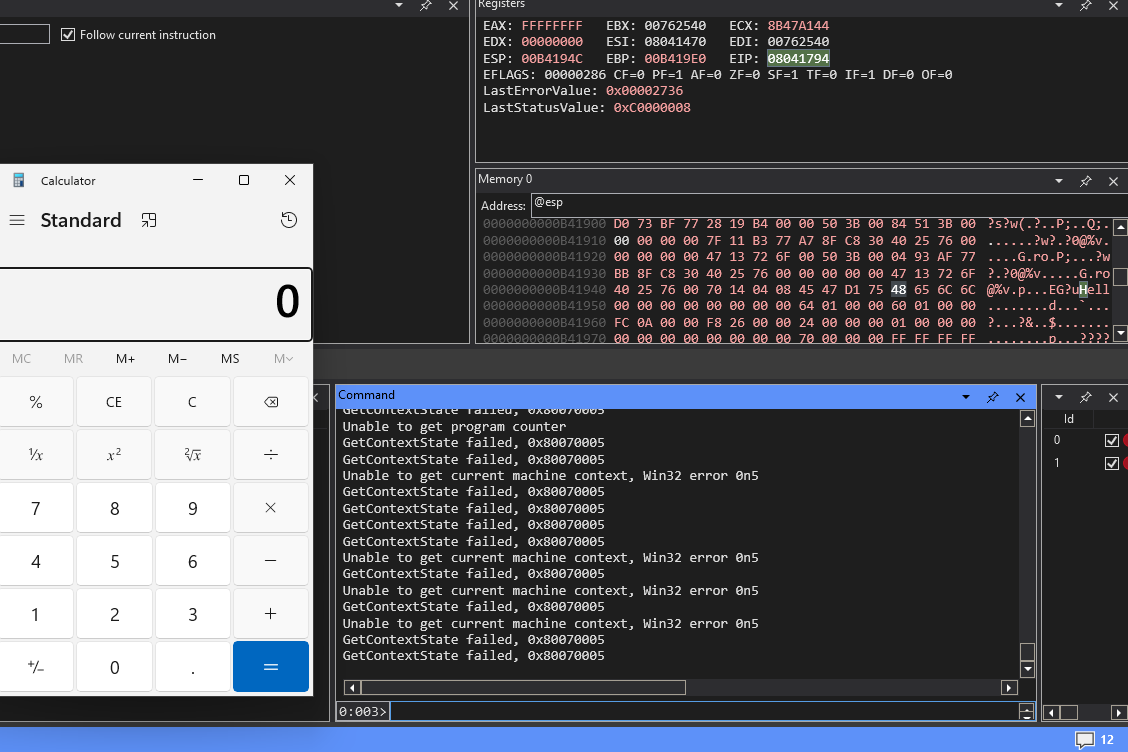 Follow current instruction
Registers
EAX: FFFFFFFF EBX: 00762540 ECX: 8B47A144
EDX: 00000000 ESI: 08041470 EDI: 00762540
ESP: 00B4194C EBP: 00B419E0 EIP: 08041794
EFLAGS: 00000286 CF=0 PF=1 AF=0 ZF=0 SF=1 TF=0 IF=1 DF=0 OF=0
LastErrorValue: 0x00002736
LastStatusValue: 0xC0000008
Memory 0
Address: @esp
0000000000B41900 D0 73 BF 77 28 19 B4 00 00 50 3B 00 84 51 3B 00 ?s?w(.?..P;..Q;.
0000000000B41910 00 00 00 00 7F 11 B3 77 A7 8F C8 30 40 25 76 00 ......?w?.?0@%v.
0000000000B41920 00 00 00 00 47 13 72 6F 00 50 3B 00 04 93 AF 77 ....G.ro.P;...?w
0000000000B41930 BB 8F C8 30 40 25 76 00 00 00 00 00 47 13 72 6F ?.?0@%v.....G.ro
0000000000B41940 40 25 76 00 70 14 04 08 45 47 D1 75 48 65 6C 6C @%v.p...EG?uHell
0000000000B41950 00 00 00 00 00 00 00 00 64 01 00 00 60 01 00 00 ........d...`...
0000000000B41960 FC 0A 00 00 F8 26 00 00 24 00 00 00 01 00 00 00 ?...?&..$.......
0000000000B41970 00 00 00 00 00 00 00 00 70 00 00 00 FF FF FF FF ........p...????
Calculator
Standard
0
MC MR M+ M− MS M
% CE C
¹/x x² ²√x ÷
7 8 9 ×
4 5 6 −
1 2 3 +
+/− 0 . =
Command
GetContextState failed, 0x80070005
Unable to get program counter
GetContextState failed, 0x80070005
GetContextState failed, 0x80070005
Unable to get current machine context, Win32 error 0n5
GetContextState failed, 0x80070005
GetContextState failed, 0x80070005
GetContextState failed, 0x80070005
GetContextState failed, 0x80070005
Unable to get current machine context, Win32 error 0n5
GetContextState failed, 0x80070005
Unable to get current machine context, Win32 error 0n5
GetContextState failed, 0x80070005
Unable to get current machine context, Win32 error 0n5
GetContextState failed, 0x80070005
GetContextState failed, 0x80070005
0:003>
Id
0
1
12